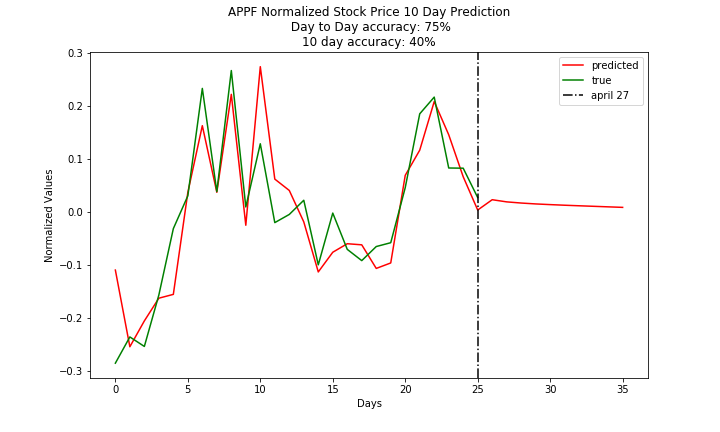 APPF Normalized Stock Price 10 Day Prediction
Day to Day accuracy: 75%
10 day accuracy: 40%
predicted
true
april 27
Normalized Values
0.3
0.2
0.1
0.0
−0.1
−0.2
−0.3
0 5 10 15 20 25 30 35
Days